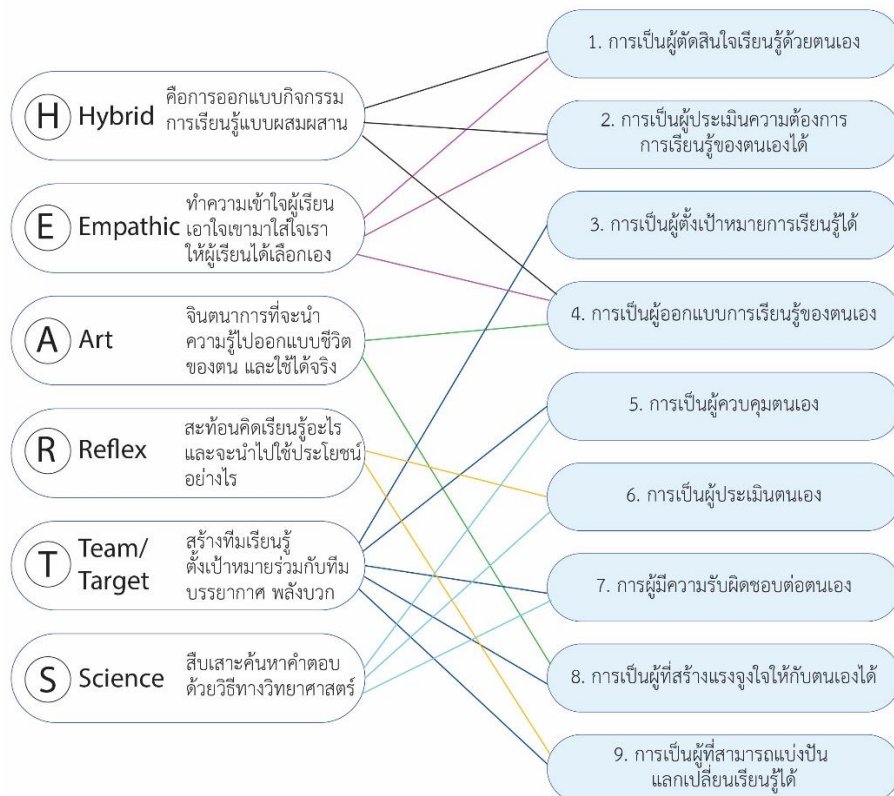 H Hybrid
คือการออกแบบกิจกรรม
การเรียนรู้แบบผสมผสาน
E Empathic
ทำความเข้าใจผู้เรียน
เอาใจเขามาใส่ใจเรา
ให้ผู้เรียนได้เลือกเอง
A Art
จินตนาการที่จะนำ
ความรู้ไปออกแบบชีวิต
ของตน และใช้ได้จริง
R Reflex
สะท้อนคิดเรียนรู้อะไร
และจะนำไปใช้ประโยชน์
อย่างไร
T Team/
Target
สร้างทีมเรียนรู้
ตั้งเป้าหมายร่วมกับทีม
บรรยากาศ พลังบวก
S Science
สืบเสาะค้นหาคำตอบ
ด้วยวิธีทางวิทยาศาสตร์
1. การเป็นผู้ตัดสินใจเรียนรู้ด้วยตนเอง
2. การเป็นผู้ประเมินความต้องการ
การเรียนรู้ของตนเองได้
3. การเป็นผู้ตั้งเป้าหมายการเรียนรู้ได้
4. การเป็นผู้ออกแบบการเรียนรู้ของตนเอง
5. การเป็นผู้ควบคุมตนเอง
6. การเป็นผู้ประเมินตนเอง
7. การผู้มีความรับผิดชอบต่อตนเอง
8. การเป็นผู้ที่สร้างแรงจูงใจให้กับตนเองได้
9. การเป็นผู้ที่สามารถแบ่งปัน
แลกเปลี่ยนเรียนรู้ได้